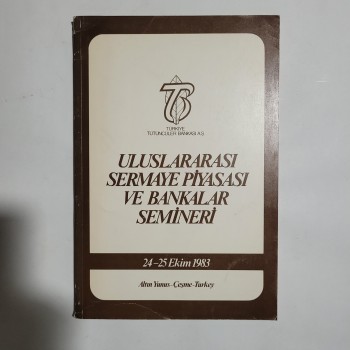 TB
TÜRKİYE
TÜTÜNCÜLER BANKASI A.Ş.
ULUSLARARASI
SERMAYE PİYASASI
VE BANKALAR
SEMİNERİ
24-25 Ekim 1983
Altın Yunus-Çeşme-Turkey